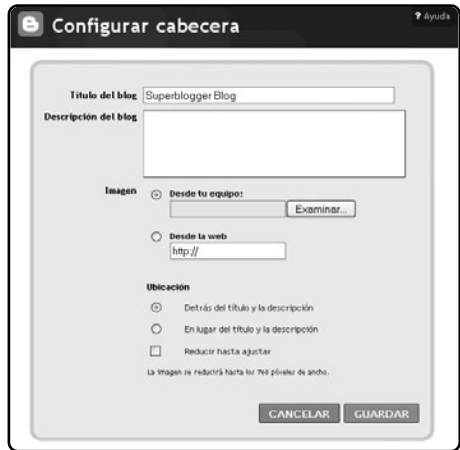 Configurar cabecera
? Ayuda
Título del blog Superblogger Blog
Descripción del blog
Imagen Desde tu equipo:
Examinar...
Desde la web
http://
Ubicación
Detrás del título y la descripción
En lugar del título y la descripción
Reducir hasta ajustar
La imagen se reducirá hasta los 760 píxeles de ancho.
CANCELAR GUARDAR